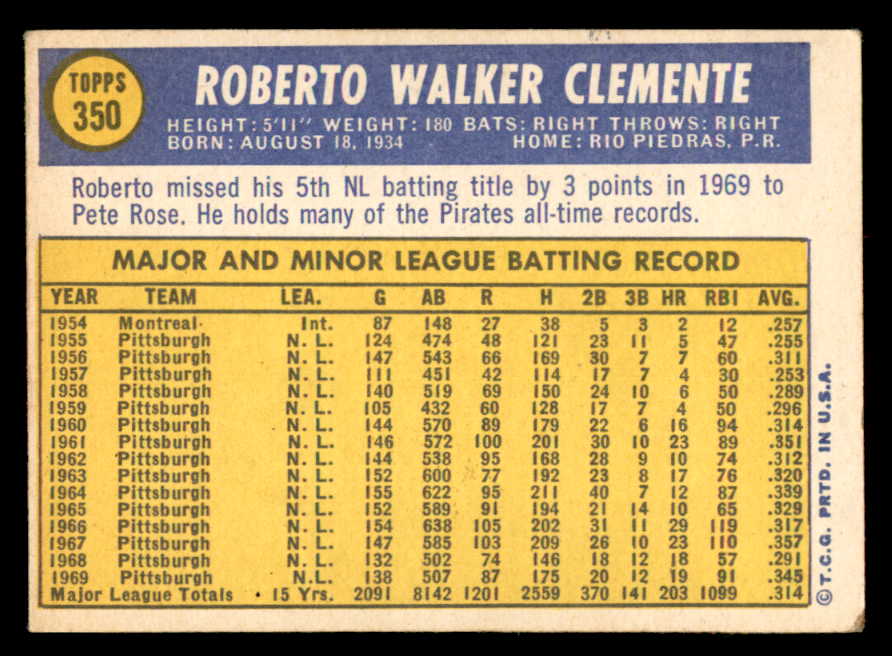 TOPPS
350
ROBERTO WALKER CLEMENTE
HEIGHT: 5'11" WEIGHT: 180 BATS: RIGHT THROWS: RIGHT
BORN: AUGUST 18, 1934 HOME: RIO PIEDRAS, P.R.
Roberto missed his 5th NL batting title by 3 points in 1969 to
Pete Rose. He holds many of the Pirates all-time records.
MAJOR AND MINOR LEAGUE BATTING RECORD
YEAR TEAM LEA. G AB R H 2B 3B HR RBI AVG.
1954 Montreal Int. 87 148 27 38 5 3 2 12 .257
1955 Pittsburgh N. L. 124 474 48 121 23 11 5 47 .255
1956 Pittsburgh N. L. 147 543 66 169 30 7 7 60 .311
1957 Pittsburgh N. L. 111 451 42 114 17 7 4 30 .253
1958 Pittsburgh N. L. 140 519 69 150 24 10 6 50 .289
1959 Pittsburgh N. L. 105 432 60 128 17 7 4 50 .296
1960 Pittsburgh N. L. 144 570 89 179 22 6 16 94 .314
1961 Pittsburgh N. L. 146 572 100 201 30 10 23 89 .351
1962 Pittsburgh N. L. 144 538 95 168 28 9 10 74 .312
1963 Pittsburgh N. L. 152 600 77 192 23 8 17 76 .320
1964 Pittsburgh N. L. 155 622 95 211 40 7 12 87 .339
1965 Pittsburgh N. L. 152 589 91 194 21 14 10 65 .329
1966 Pittsburgh N. L. 154 638 105 202 31 11 29 119 .317
1967 Pittsburgh N. L. 147 585 103 209 26 10 23 110 .357
1968 Pittsburgh N. L. 132 502 74 146 18 12 18 57 .291
1969 Pittsburgh N.L. 138 507 87 175 20 12 19 91 .345
Major League Totals 15 Yrs. 2091 8142 1201 2559 370 141 203 1099 .314
© T.C.G. PRTD. IN U.S.A.